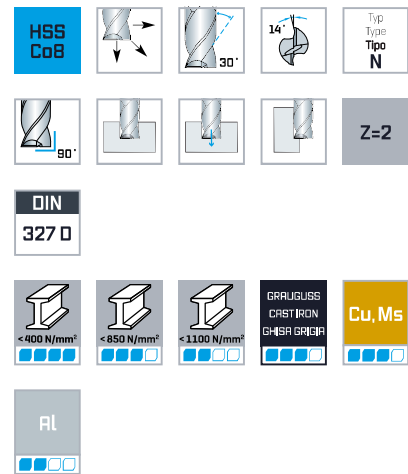 HSS
Co8
30°
14°
Typ
Type
Tipo
N
90°
Z=2
DIN
327 D
<400 N/mm²
<850 N/mm²
<1100 N/mm²
GRAUGUSS
CAST IRON
GHISA GRIGIA
Cu, Ms
Al